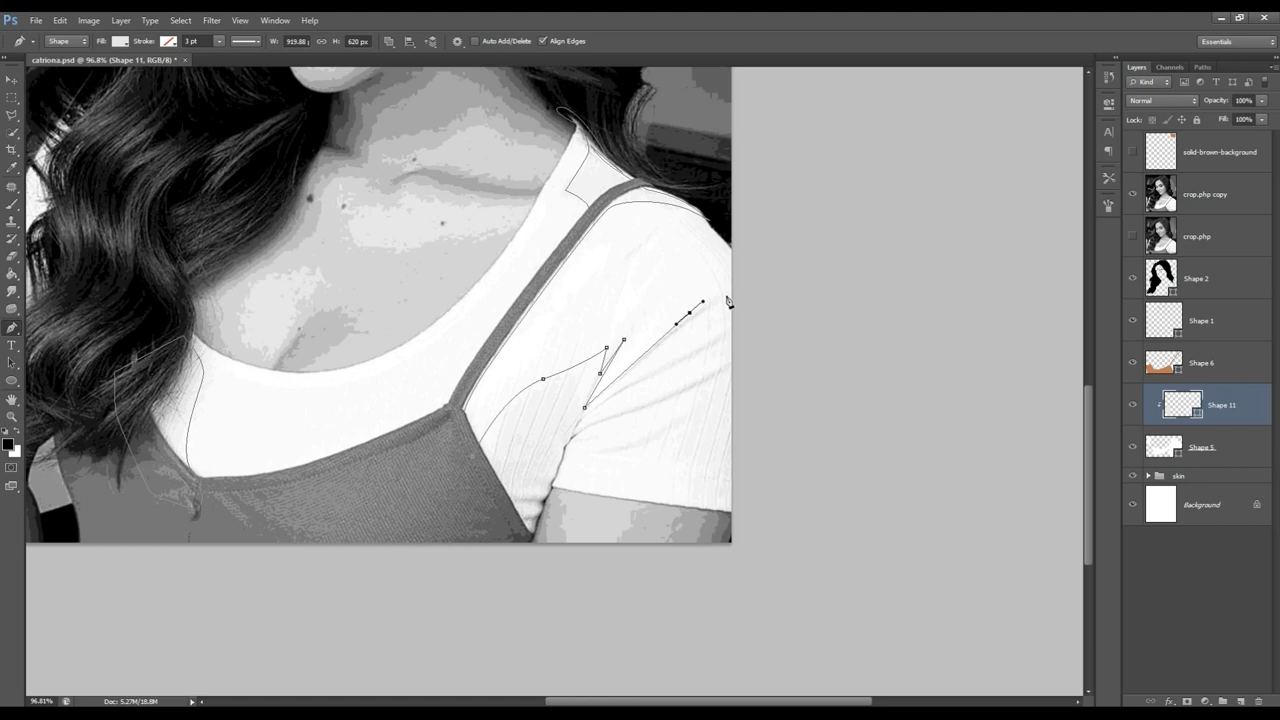 Ps File Edit Image Layer Type Select Filter View Window Help
Shape Fill: Stroke: 3 pt W: 919.88 H: 620 px Auto Add/Delete Align Edges Essentials
catriona.psd @ 96.8% (Shape 11, RGB/8) * ×
Layers Channels Paths
Kind
Normal Opacity: 100%
Lock: Fill: 100%
solid-brown-background
crop.php copy
crop.php
Shape 2
Shape 1
Shape 6
Shape 11
Shape 5
skin
Background
96.81% Doc: 5.27M/18.8M